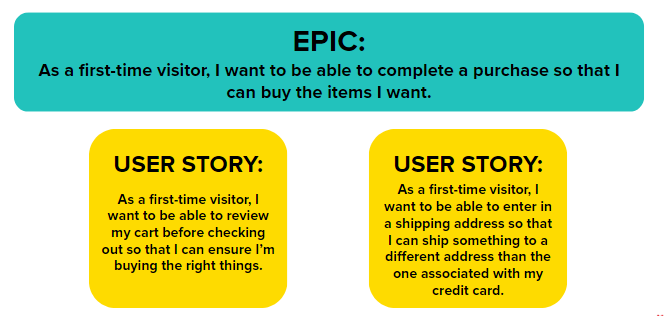 EPIC:
As a first-time visitor, I want to be able to complete a purchase so that I
can buy the items I want.
USER STORY:
As a first-time visitor, I
want to be able to review
my cart before checking
out so that I can ensure I'm
buying the right things.
USER STORY:
As a first-time visitor, I
want to be able to enter in
a shipping address so that
I can ship something to a
different address than the
one associated with my
credit card.